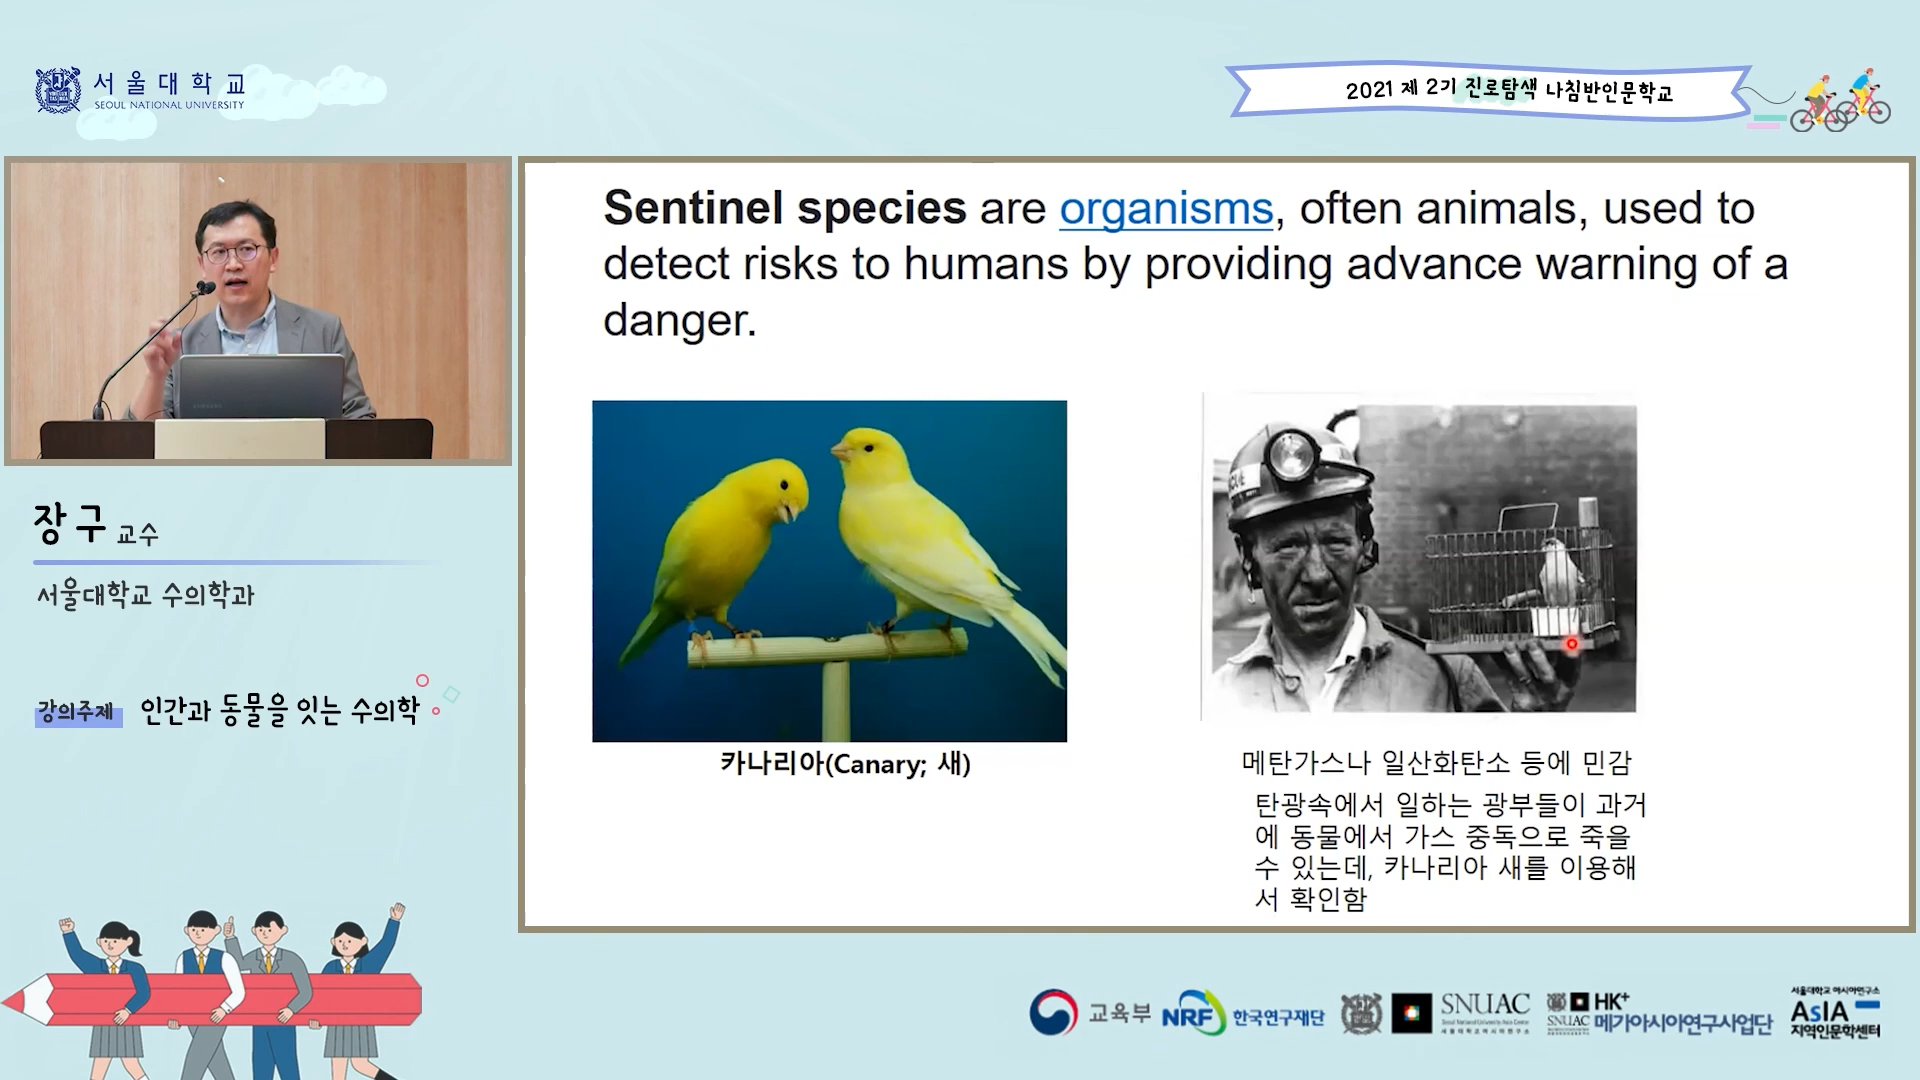 서울대학교
SEOUL NATIONAL UNIVERSITY
2021 제 2기 진로탐색 나침반인문학교
Sentinel species are organisms, often animals, used to
detect risks to humans by providing advance warning of a
danger.
장구 교수
서울대학교 수의학과
강의주제 인간과 동물을 잇는 수의학
카나리아(Canary; 새)
메탄가스나 일산화탄소 등에 민감
탄광속에서 일하는 광부들이 과거
에 동물에서 가스 중독으로 죽을
수 있는데, 카나리아 새를 이용해
서 확인함
교육부
NRF 한국연구재단
SNUAC
Seoul National University Asia Center
서울대학교아시아연구소
HK+
SNUAC 메가아시아연구사업단
서울대학교 아시아연구소
AsIA
지역인문학센터